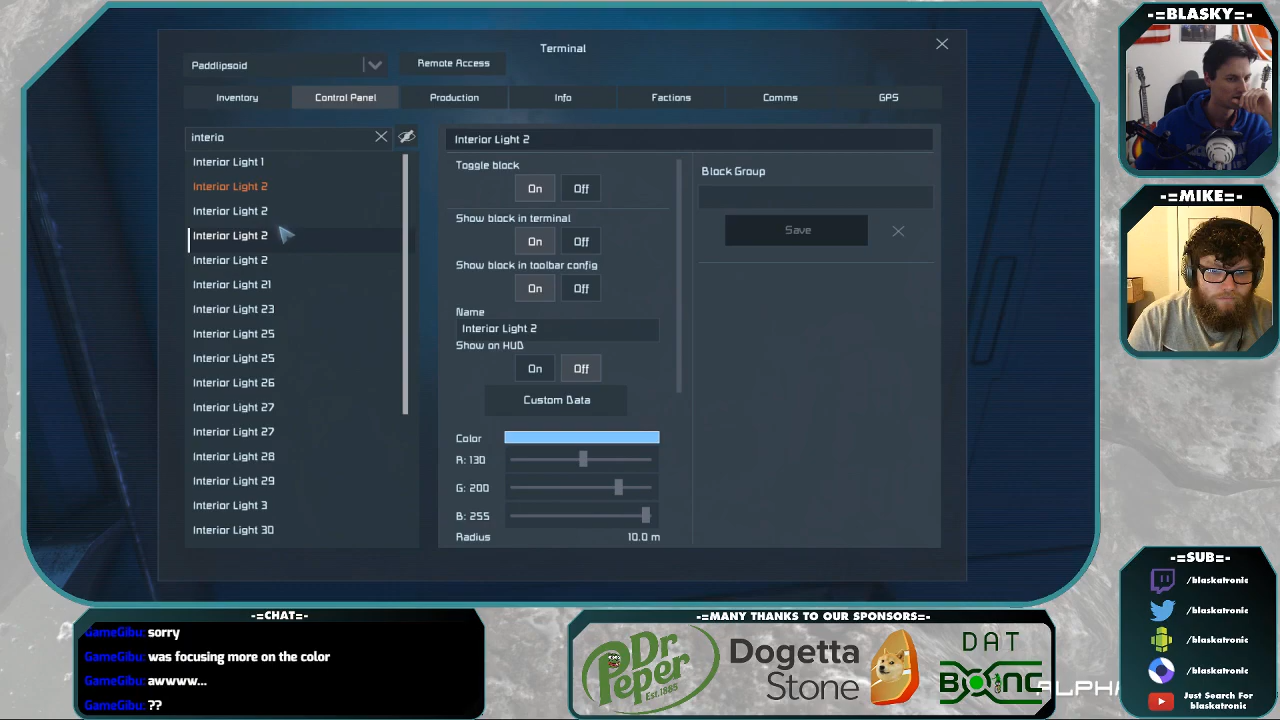 Terminal
Paddlipsoid
Remote Access
Inventory
Control Panel
Production
Info
Factions
Comms
GPS
interio
Interior Light 1
Interior Light 2
Interior Light 2
Interior Light 2
Interior Light 2
Interior Light 21
Interior Light 23
Interior Light 25
Interior Light 25
Interior Light 26
Interior Light 27
Interior Light 27
Interior Light 28
Interior Light 29
Interior Light 3
Interior Light 30
Interior Light 2
Toggle block
On Off
Show block in terminal
On Off
Show block in toolbar config
On Off
Name
Interior Light 2
Show on HUD
On Off
Custom Data
Color
R: 130
G: 200
B: 255
Radius 10.0 m
Block Group
Save
-=BLASKY=-
-=MIKE=-
-=SUB=-
/blaskatronic
/blaskatronic
/blaskatronic
/blaskatronic
Just Search For
blaskatronic
-=CHAT=-
GameGibu: sorry
GameGibu: was focusing more on the color
GameGibu: awwww...
GameGibu: ??
-=MANY THANKS TO OUR SPONSORS=-
Dr
Peper
Dogetta
Stone
DAT
BOONC
ALPHA